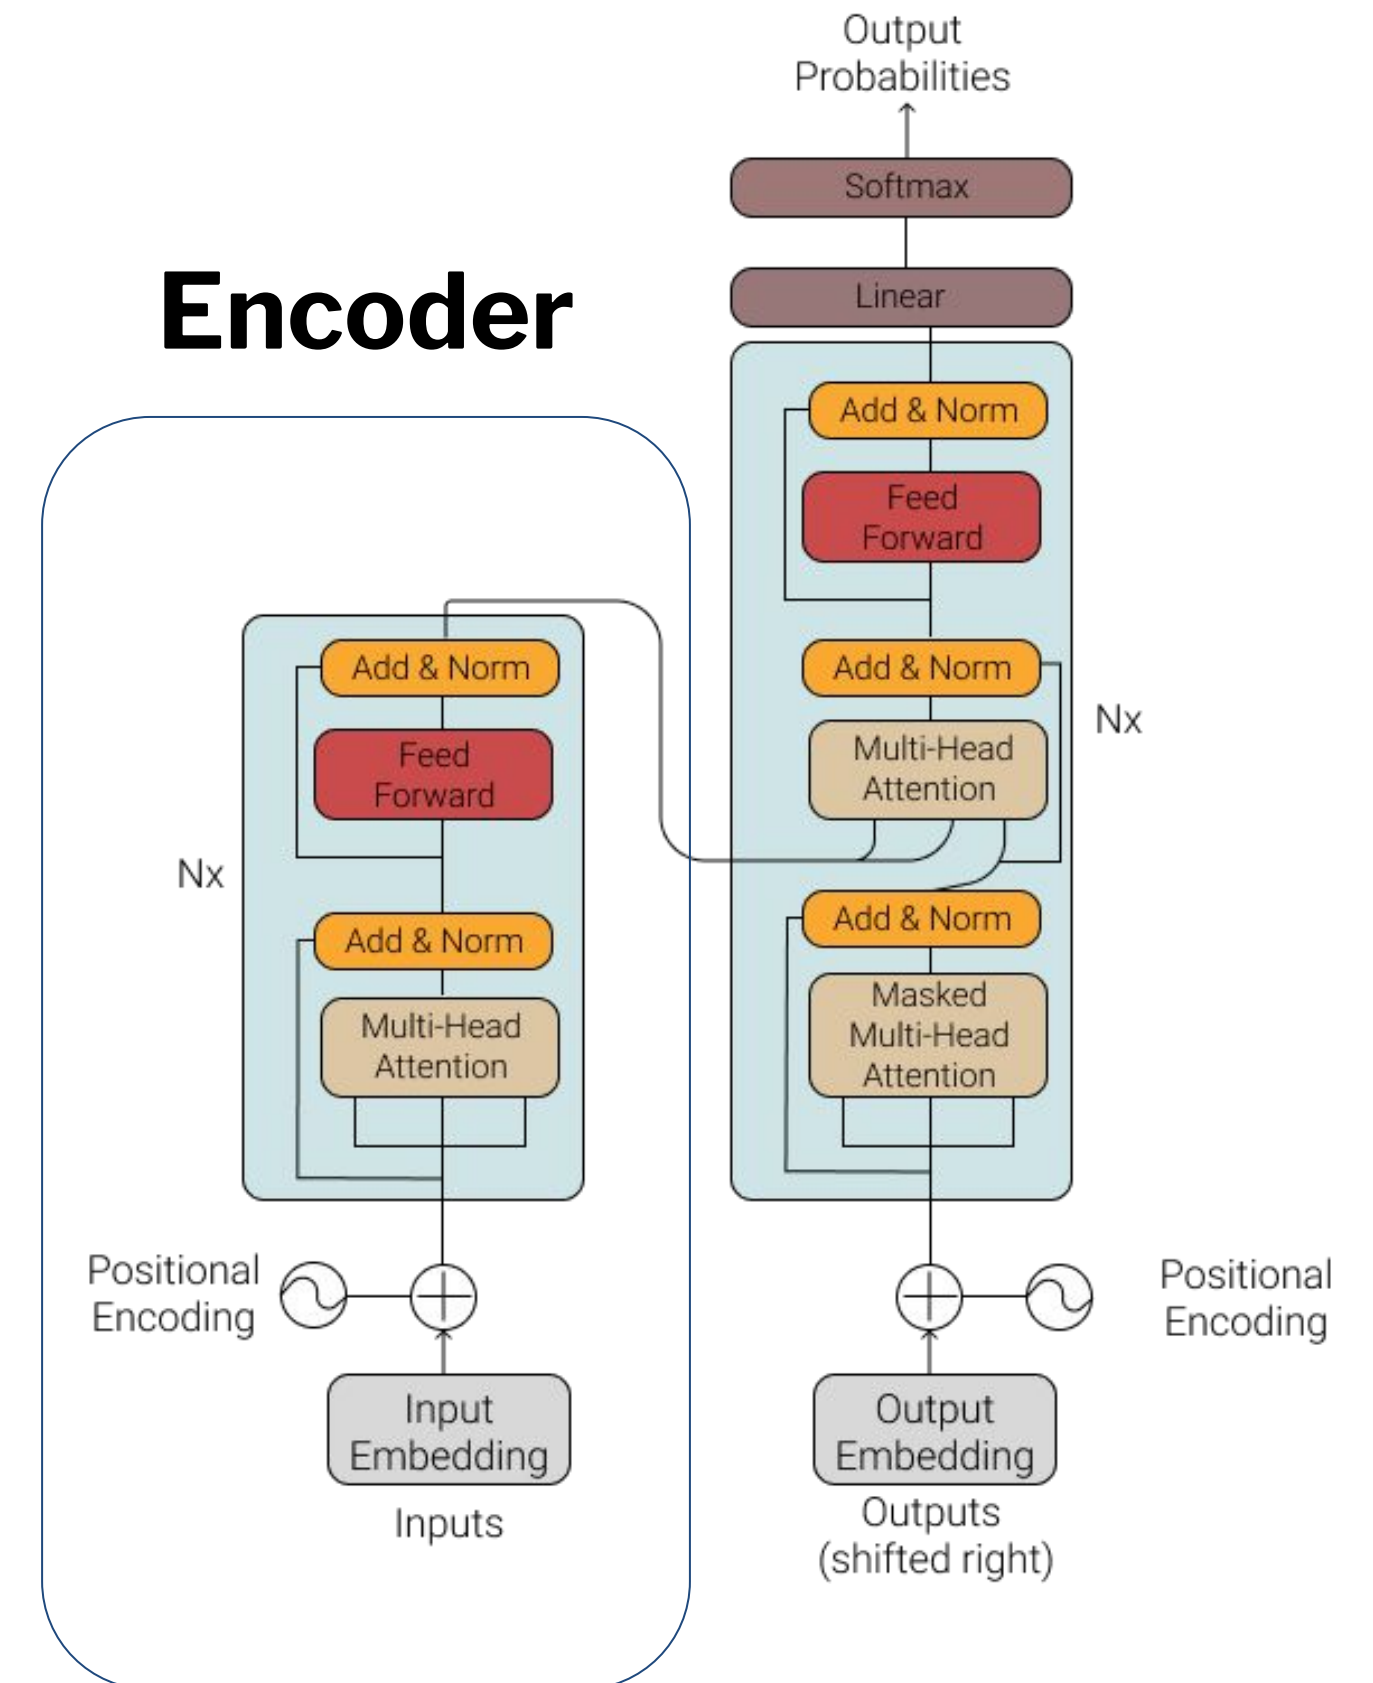 Output
Probabilities
Softmax
Linear
Encoder
Add & Norm
Feed
Forward
Add & Norm
Multi-Head
Attention
Nx
Add & Norm
Masked
Multi-Head
Attention
Add & Norm
Feed
Forward
Nx
Add & Norm
Multi-Head
Attention
Positional
Encoding
Input
Embedding
Inputs
Positional
Encoding
Output
Embedding
Outputs
(shifted right)